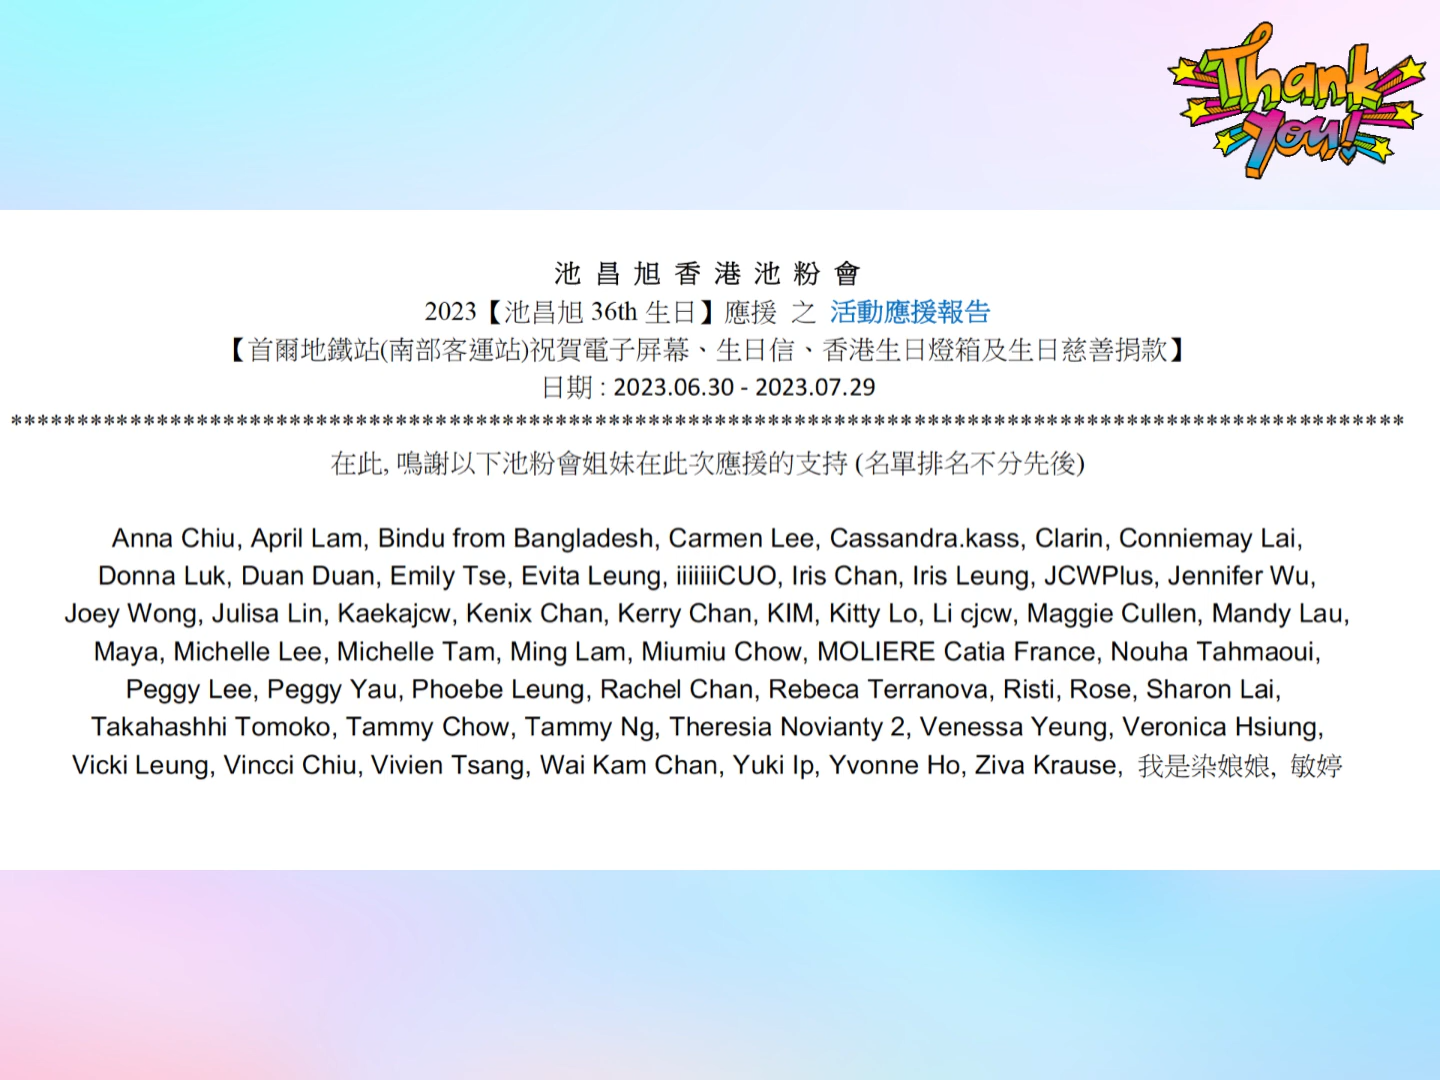 Thank
you!
池昌旭香港池粉會
2023【池昌旭 36th 生日】應援 之 活動應援報告
【首爾地鐵站(南部客運站)祝賀電子屏幕、生日信、香港生日燈箱及生日慈善捐款】
日期 : 2023.06.30 - 2023.07.29
*********************************************************************************************************
在此, 鳴謝以下池粉會姐妹在此次應援的支持 (名單排名不分先後)
Anna Chiu, April Lam, Bindu from Bangladesh, Carmen Lee, Cassandra.kass, Clarin, Conniemay Lai,
Donna Luk, Duan Duan, Emily Tse, Evita Leung, iiiiiiiCUO, Iris Chan, Iris Leung, JCWPlus, Jennifer Wu,
Joey Wong, Julisa Lin, Kaekajcw, Kenix Chan, Kerry Chan, KIM, Kitty Lo, Li cjcw, Maggie Cullen, Mandy Lau,
Maya, Michelle Lee, Michelle Tam, Ming Lam, Miumiu Chow, MOLIERE Catia France, Nouha Tahmaoui,
Peggy Lee, Peggy Yau, Phoebe Leung, Rachel Chan, Rebeca Terranova, Risti, Rose, Sharon Lai,
Takahashhi Tomoko, Tammy Chow, Tammy Ng, Theresia Novianty 2, Venessa Yeung, Veronica Hsiung,
Vicki Leung, Vincci Chiu, Vivien Tsang, Wai Kam Chan, Yuki Ip, Yvonne Ho, Ziva Krause, 我是染娘娘, 敏婷